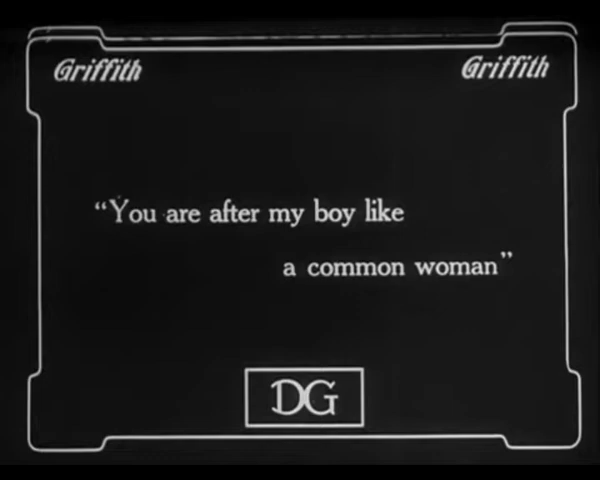 Griffith Griffith
“You are after my boy like
a common woman”
DG